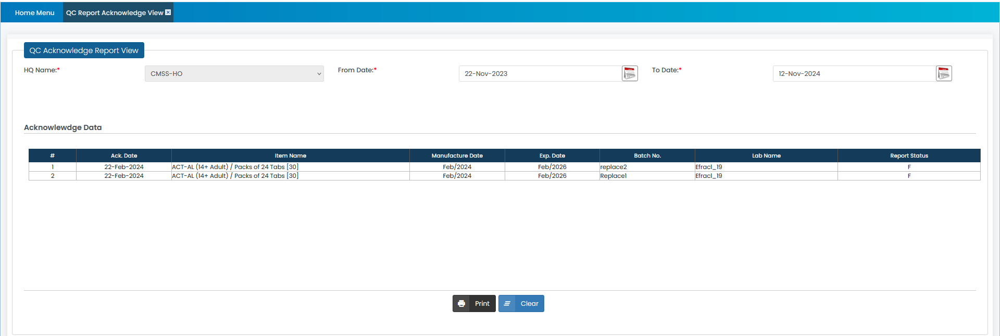 Home Menu QC Report Acknowledge View
QC Acknowledge Report View
HQ Name:* CMSS-HO From Date:* 22-Nov-2023 To Date:* 12-Nov-2024
Acknowlewdge Data
# Ack. Date Item Name Manufacture Date Exp. Date Batch No. Lab Name Report Status
1 22-Feb-2024 ACT-AL (14+ Adult) / Packs of 24 Tabs [30] Feb/2024 Feb/2026 replace2 Efracl_19 F
2 22-Feb-2024 ACT-AL (14+ Adult) / Packs of 24 Tabs [30] Feb/2024 Feb/2026 Replace1 Efracl_19 F
Print Clear